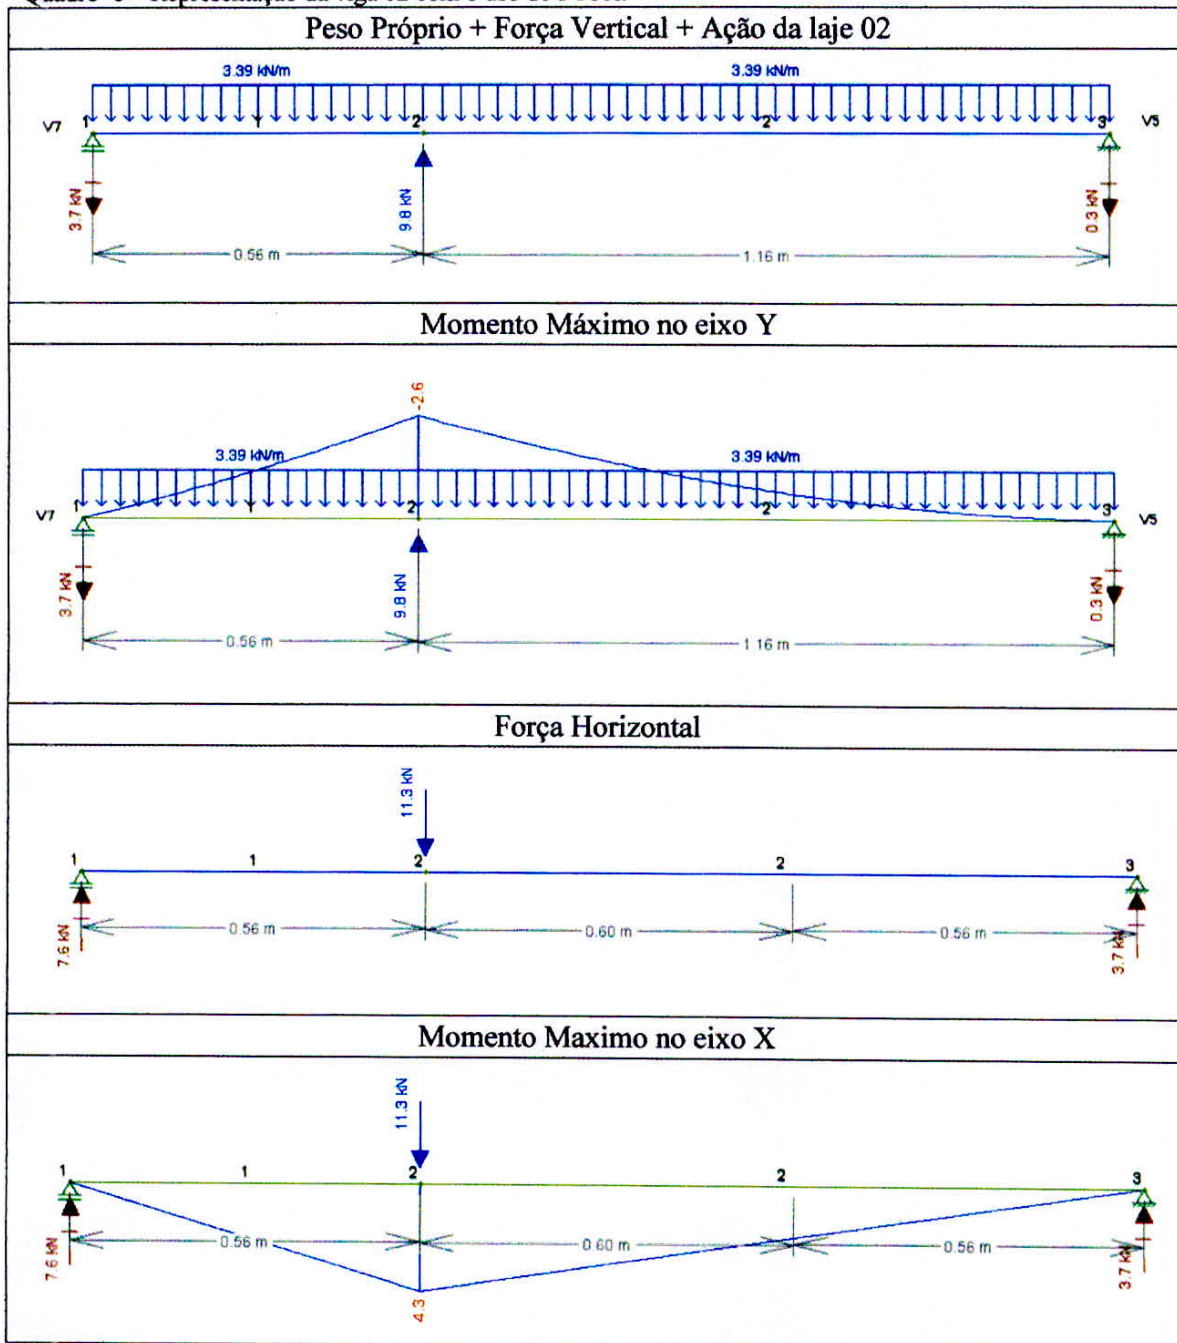 Peso Próprio + Força Vertical + Ação da laje 02
3.39 kN/m 3.39 kN/m
V7 1 1 2 2 3 V5
3.7 kN 9.8 kN 0.3 kN
0.56 m 1.16 m
Momento Máximo no eixo Y
-2.6
3.39 kN/m 3.39 kN/m
V7 1 1 2 2 3 V5
3.7 kN 9.8 kN 0.3 kN
0.56 m 1.16 m
Força Horizontal
11.3 kN
1 1 2 2 3
7.6 kN 0.56 m 0.60 m 0.56 m 3.7 kN
Momento Maximo no eixo X
11.3 kN
1 1 2 2 3
7.6 kN 0.56 m 0.60 m 0.56 m 3.7 kN
4.3